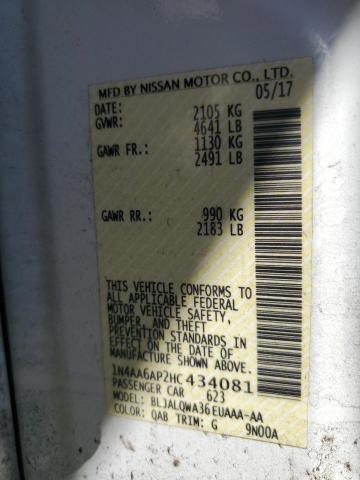 MFD BY NISSAN MOTOR CO., LTD.
DATE: 05/17
GVWR: 2105 KG
4641 LB
GAWR FR.: 1130 KG
2491 LB
GAWR RR.: 990 KG
2183 LB
THIS VEHICLE CONFORMS TO
ALL APPLICABLE FEDERAL
MOTOR VEHICLE SAFETY,
BUMPER, AND THEFT
PREVENTION STANDARDS IN
EFFECT ON THE DATE OF
MANUFACTURE SHOWN ABOVE.
1N4AA6AP2HC434081
PASSENGER CAR 623
MODEL: BLJALQWA36EUAAA-AA
COLOR: QAB TRIM: G 9N00A